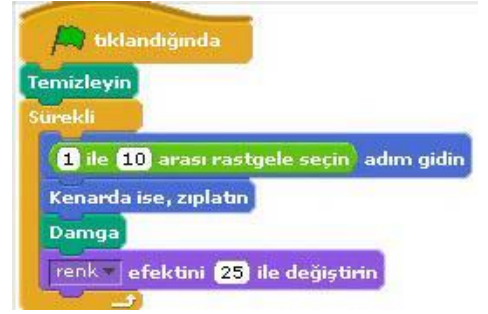 tıklandığında
Temizleyin
Sürekli
1 ile 10 arası rastgele seçin adım gidin
Kenarda ise, zıplatın
Damga
renk efektini 25 ile değiştirin